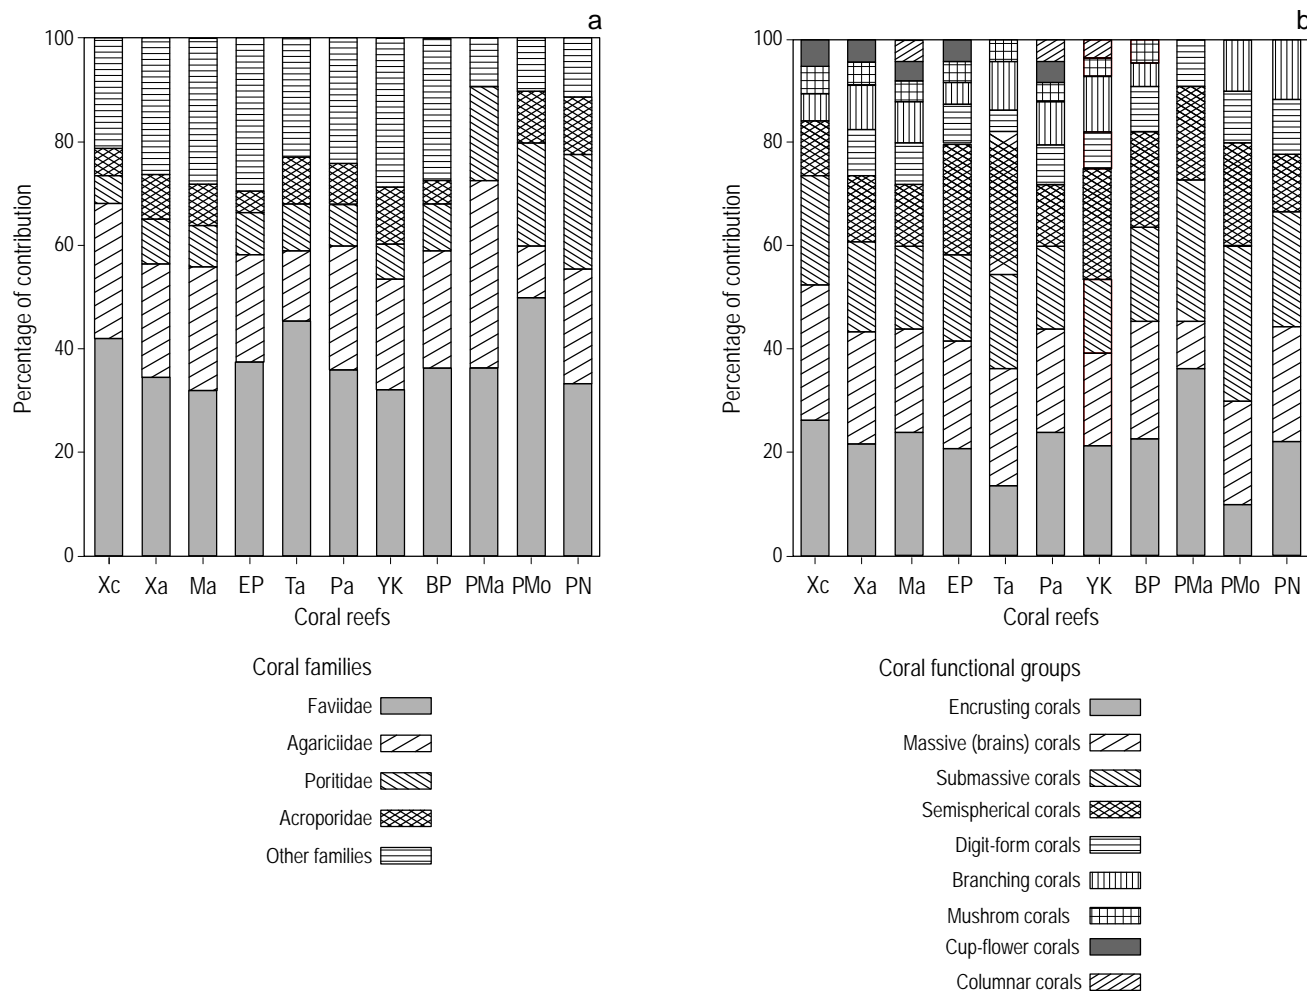 a
100
80
60
40
20
0
Percentage of contribution
Xc Xa Ma EP Ta Pa YK BP PMa PMo PN
Coral reefs
Coral families
Faviidae
Agariciidae
Poritidae
Acroporidae
Other families
b
100
80
60
40
20
0
Percentage of contribution
Xc Xa Ma EP Ta Pa YK BP PMa PMo PN
Coral reefs
Coral functional groups
Encrusting corals
Massive (brains) corals
Submassive corals
Semispherical corals
Digit-form corals
Branching corals
Mushrom corals
Cup-flower corals
Columnar corals